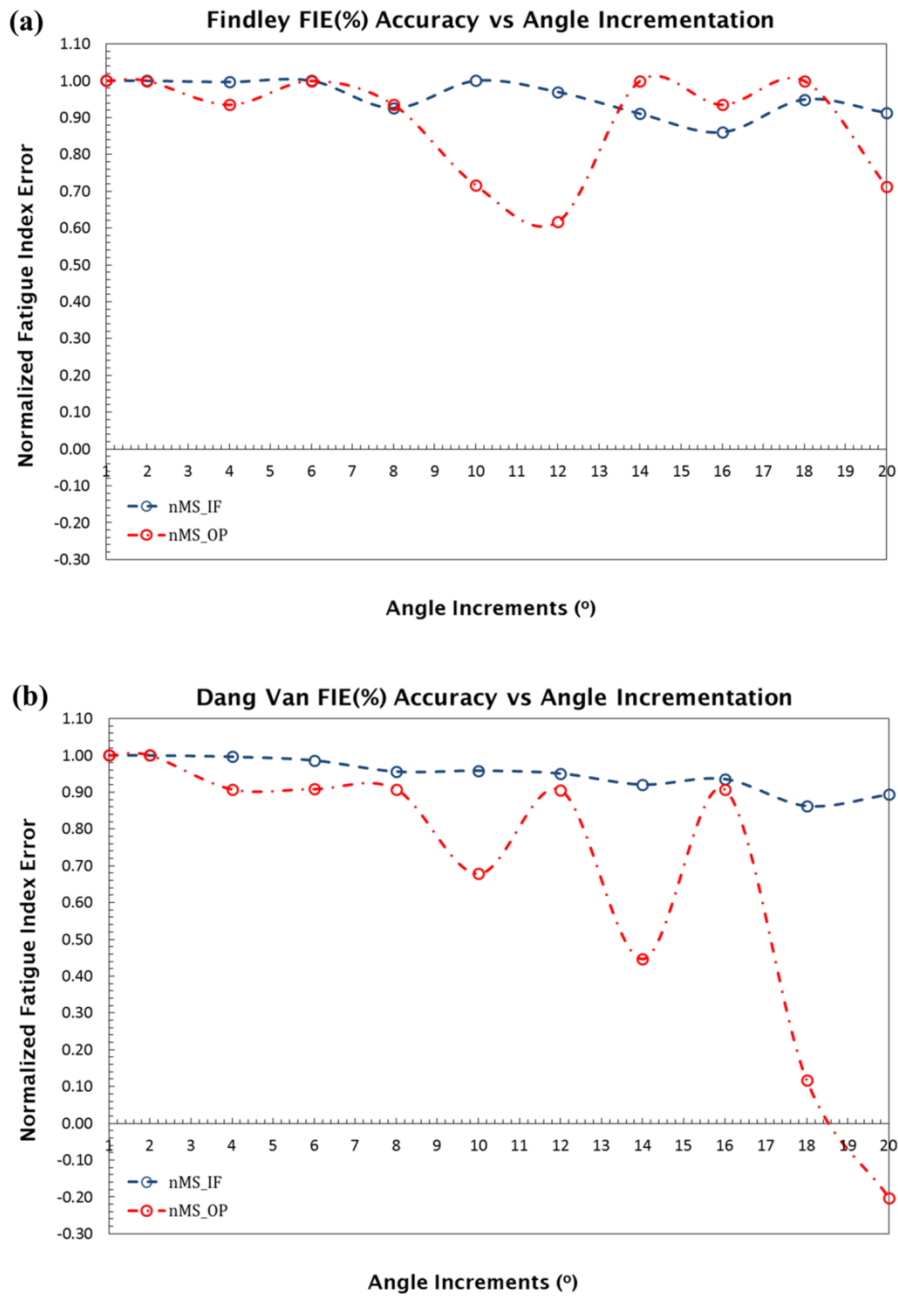 (a)
Findley FIE(%) Accuracy vs Angle Incrementation
Normalized Fatigue Index Error
1.10
1.00
0.90
0.80
0.70
0.60
0.50
0.40
0.30
0.20
0.10
0.00
-0.10
-0.20
-0.30
1 2 3 4 5 6 7 8 9 10 11 12 13 14 15 16 17 18 19 20
nMS_IF
nMS_OP
Angle Increments (º)
(b)
Dang Van FIE(%) Accuracy vs Angle Incrementation
Normalized Fatigue Index Error
1.10
1.00
0.90
0.80
0.70
0.60
0.50
0.40
0.30
0.20
0.10
0.00
-0.10
-0.20
-0.30
1 2 3 4 5 6 7 8 9 10 11 12 13 14 15 16 17 18 19 20
nMS_IF
nMS_OP
Angle Increments (º)